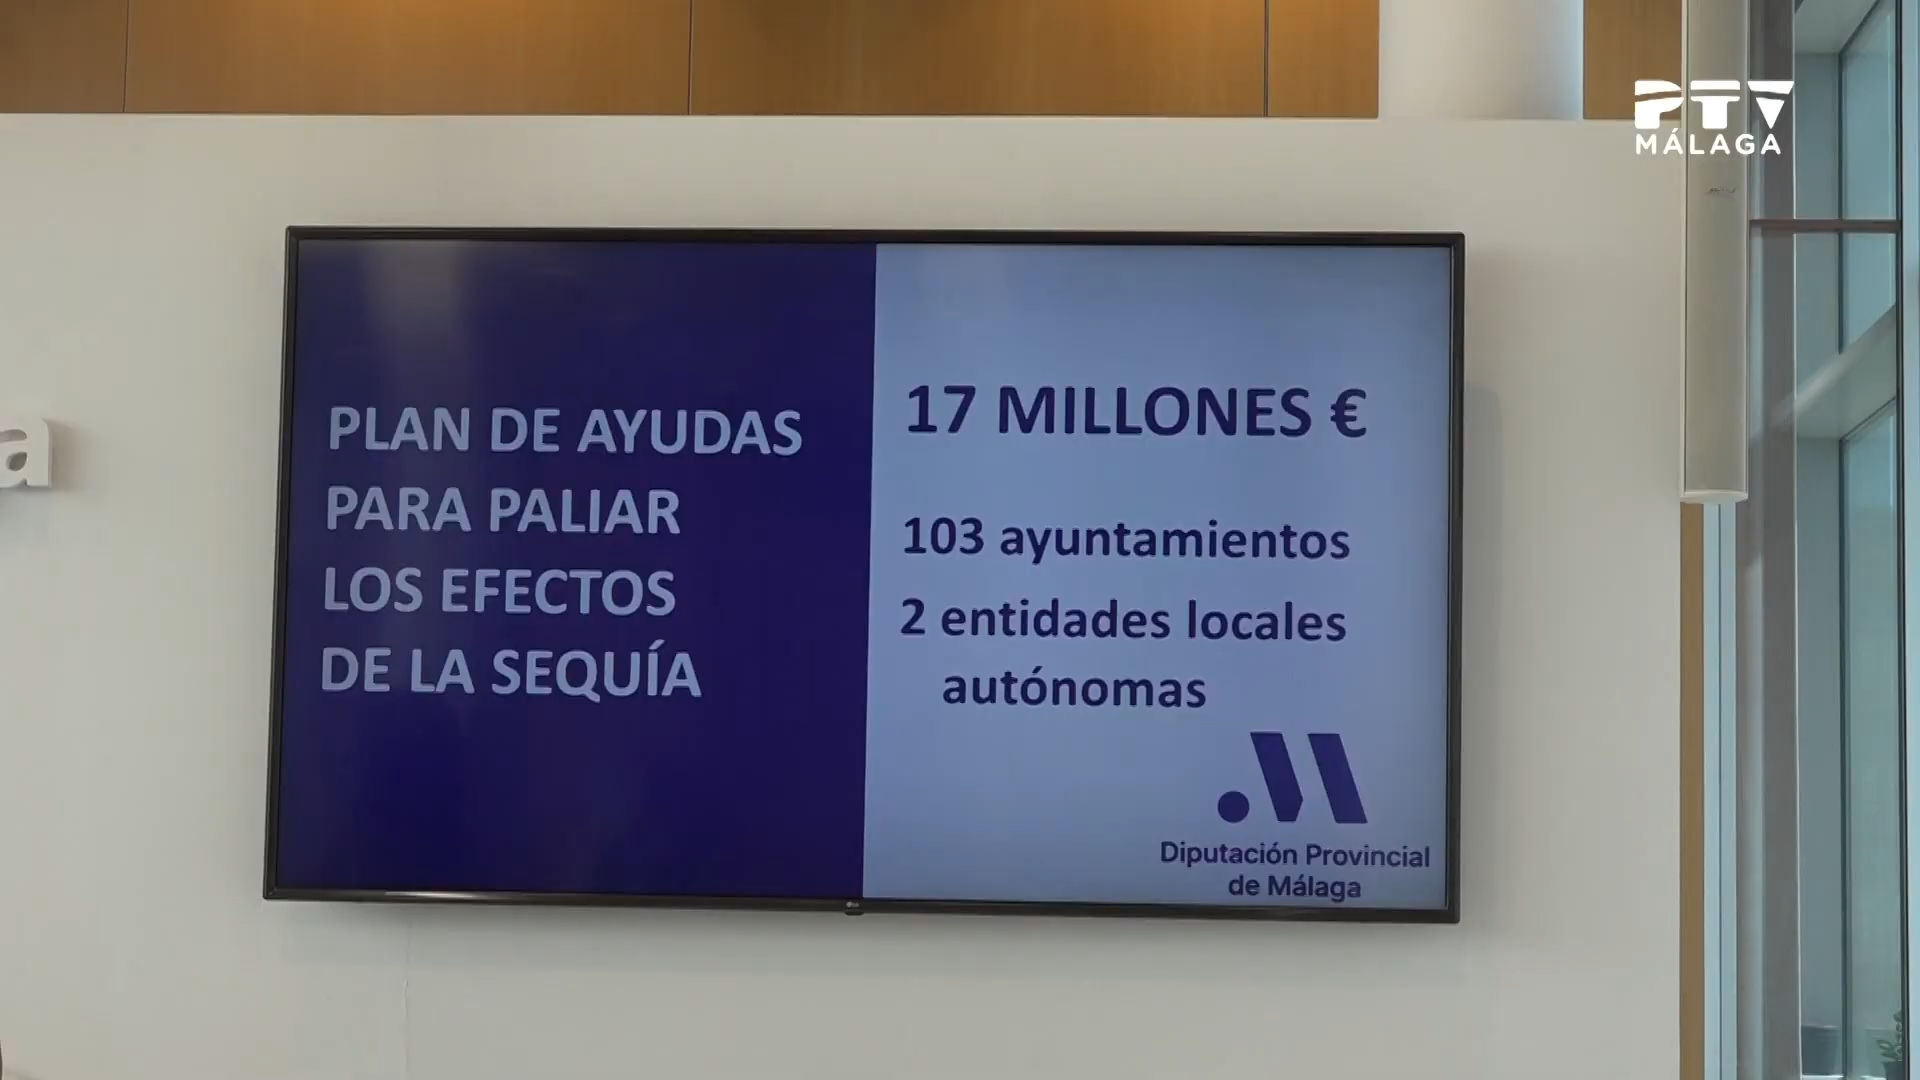 PTV
MÁLAGA
a
PLAN DE AYUDAS
PARA PALIAR
LOS EFECTOS
DE LA SEQUÍA
17 MILLONES €
103 ayuntamientos
2 entidades locales
autónomas
Diputación Provincial
de Málaga
LG